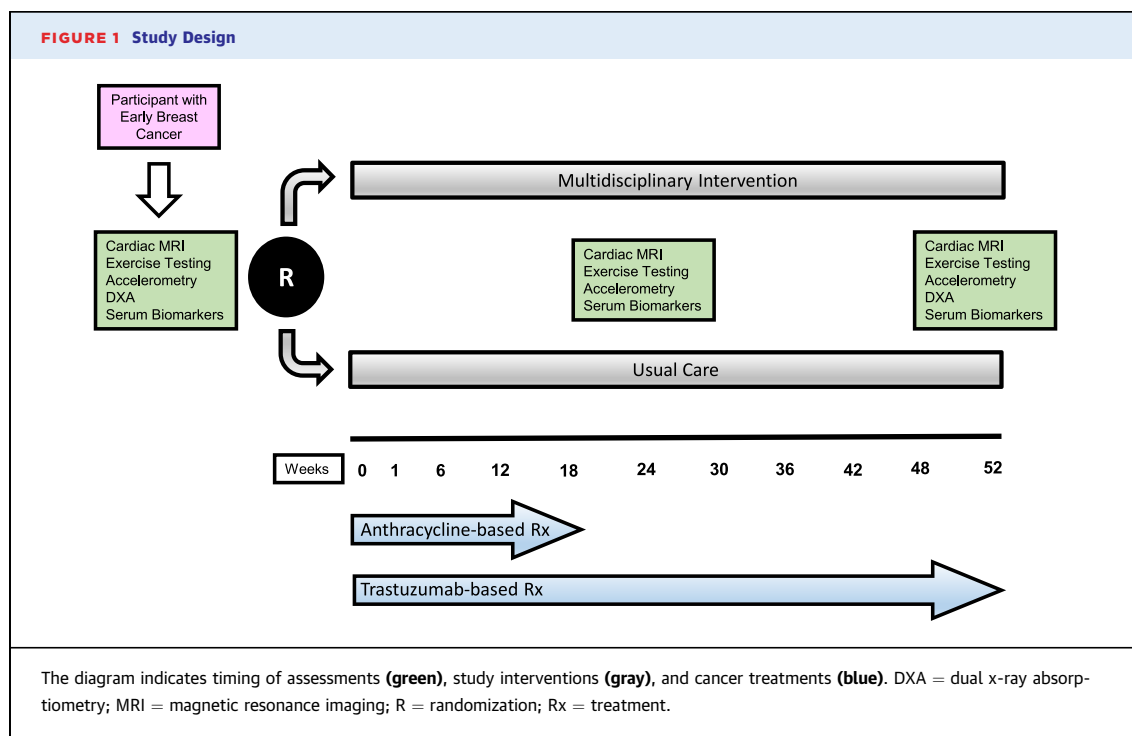 FIGURE 1 Study Design
Participant with
Early Breast
Cancer
Multidisciplinary Intervention
Cardiac MRI
Exercise Testing
Accelerometry
DXA
Serum Biomarkers
R
Cardiac MRI
Exercise Testing
Accelerometry
Serum Biomarkers
Cardiac MRI
Exercise Testing
Accelerometry
DXA
Serum Biomarkers
Usual Care
Weeks 0 1 6 12 18 24 30 36 42 48 52
Anthracycline-based Rx
Trastuzumab-based Rx
The diagram indicates timing of assessments (green), study interventions (gray), and cancer treatments (blue). DXA = dual x-ray absorp-
tiometry; MRI = magnetic resonance imaging; R = randomization; Rx = treatment.